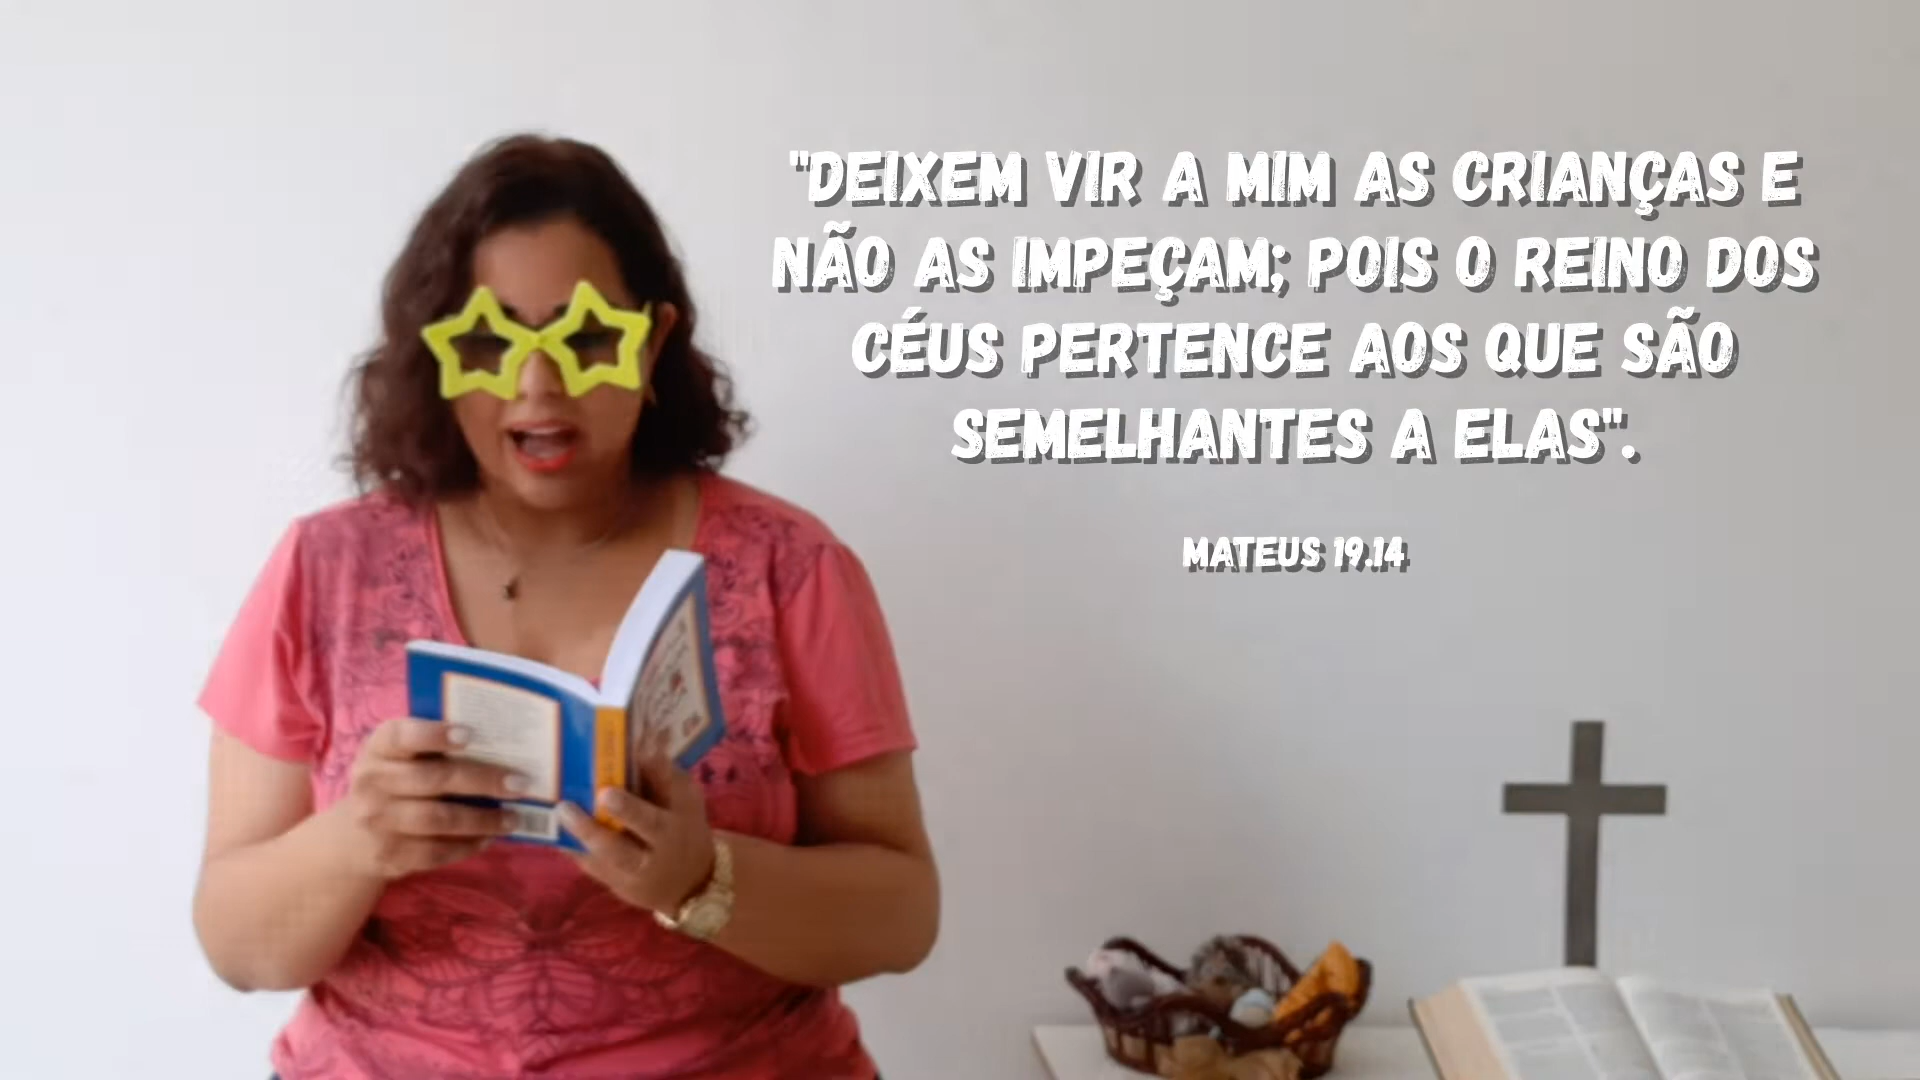 "DEIXEM VIR A MIM AS CRIANÇAS E
NÃO AS IMPEÇAM; POIS O REINO DOS
CÉUS PERTENCE AOS QUE SÃO
SEMELHANTES A ELAS".
MATEUS 19.14